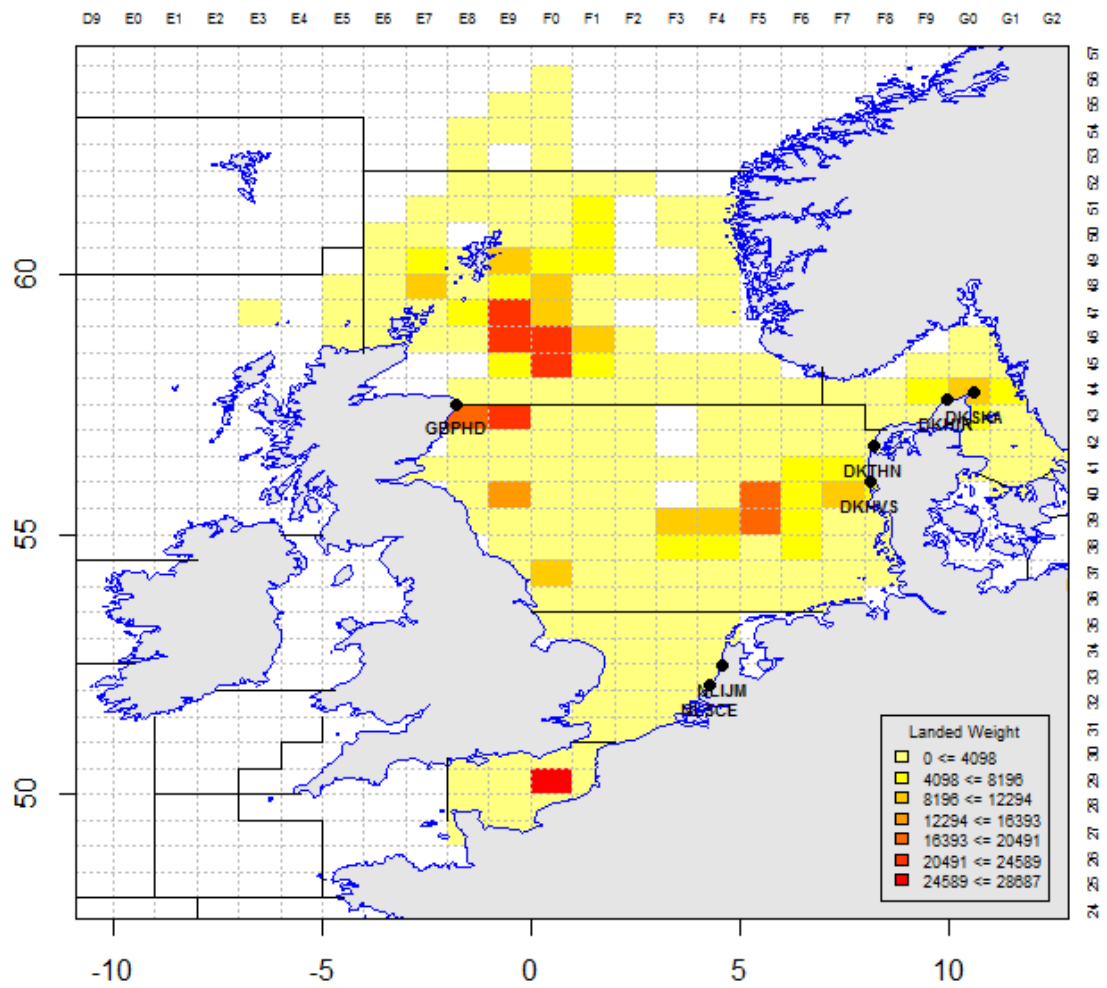 D9 E0 E1 E2 E3 E4 E5 E6 E7 E8 E9 F0 F1 F2 F3 F4 F5 F6 F7 F8 F9 G0 G1 G2
57
56
55
54
53
52
51
50
49
48
47
46
45
44
43
42
41
40
39
38
37
36
35
34
33
32
31
30
29
28
27
26
25
24
60
55
50
GBPHD
DKSKA
DKHIR
DKTHN
DKHVS
NLIJM
NLSCE
Landed Weight
0 <= 4098
4098 <= 8196
8196 <= 12294
12294 <= 16393
16393 <= 20491
20491 <= 24589
24589 <= 28687
-10 -5 0 5 10